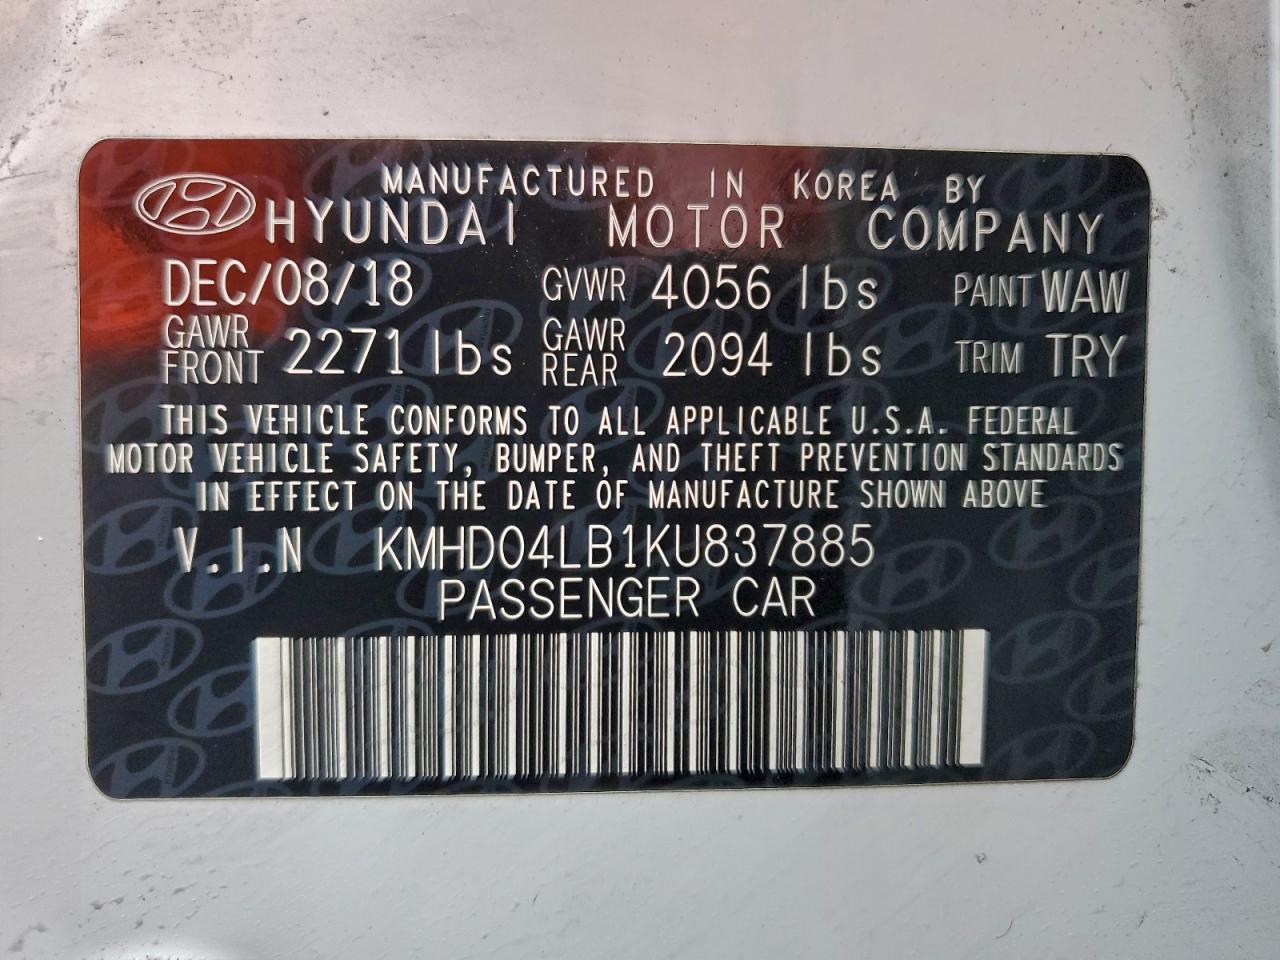 MANUFACTURED IN KOREA BY
HYUNDAI MOTOR COMPANY
DEC/08/18 GVWR 4056 lbs PAINT WAW
GAWR FRONT 2271 lbs GAWR REAR 2094 lbs TRIM TRY
THIS VEHICLE CONFORMS TO ALL APPLICABLE U.S.A. FEDERAL
MOTOR VEHICLE SAFETY, BUMPER, AND THEFT PREVENTION STANDARDS
IN EFFECT ON THE DATE OF MANUFACTURE SHOWN ABOVE
V.I.N KMHD04LB1KU837885
PASSENGER CAR